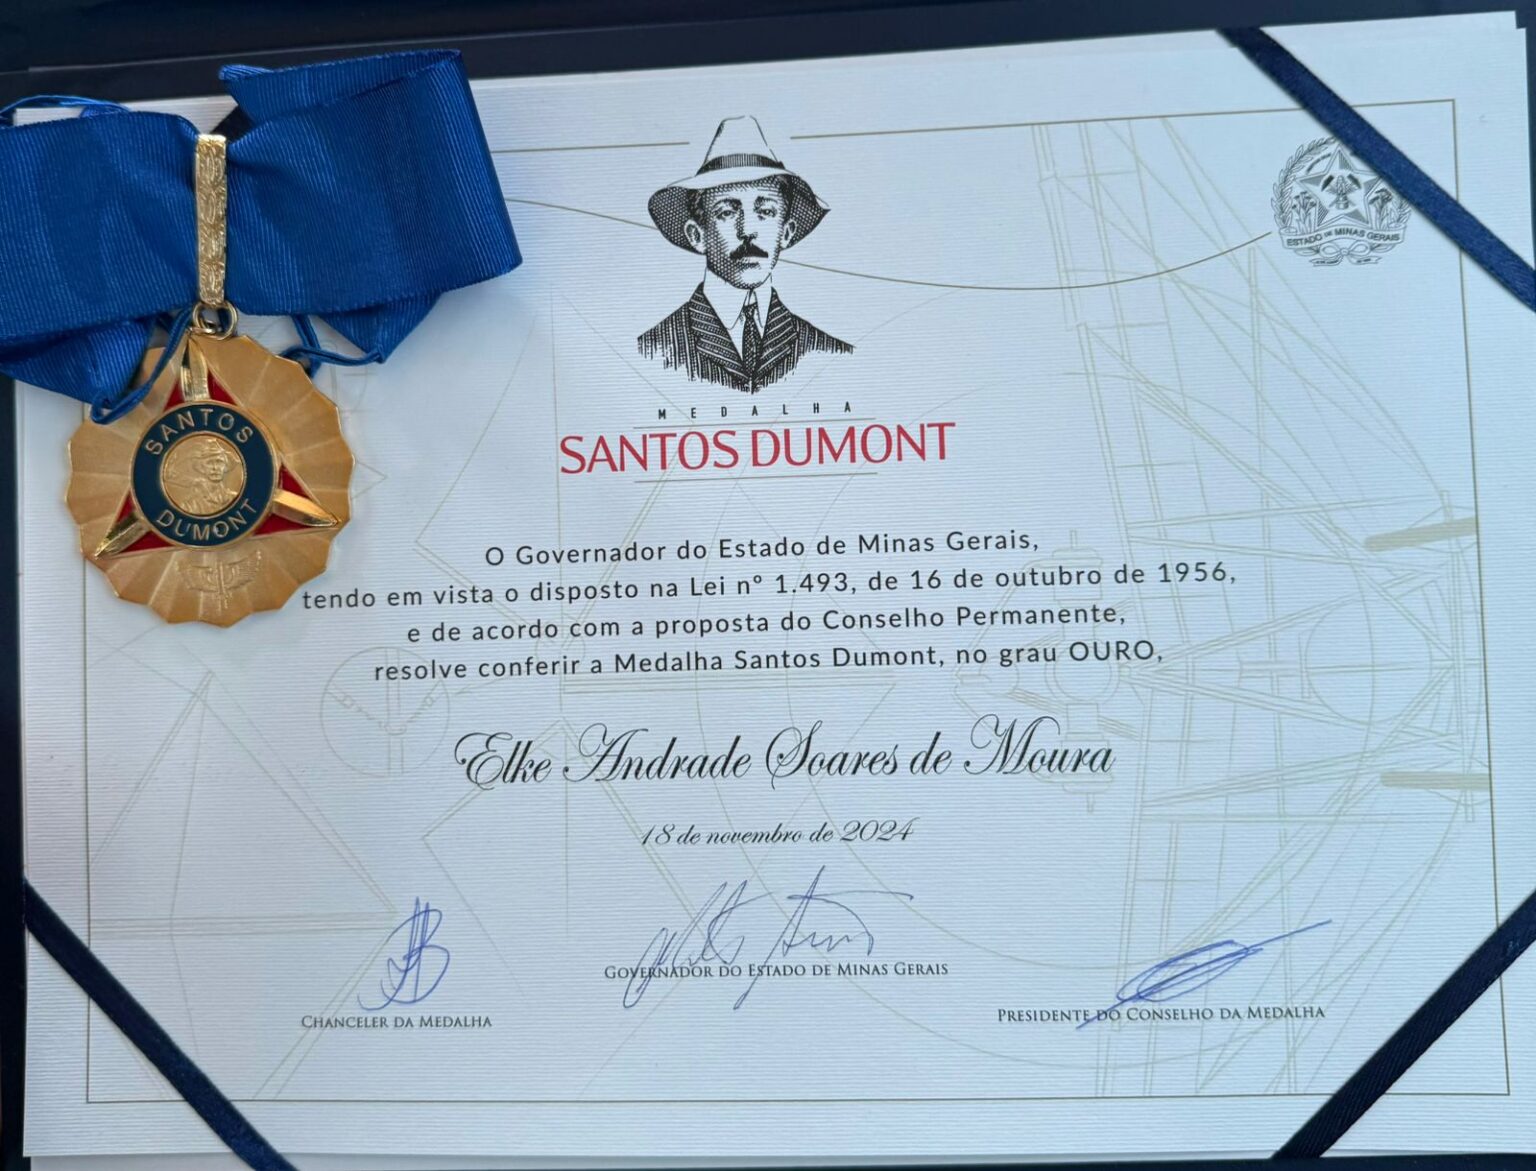 SANTOS
DUMONT
ESTADO DE MINAS GERAIS
MEDALHA
SANTOS DUMONT
O Governador do Estado de Minas Gerais,
tendo em vista o disposto na Lei nº 1.493, de 16 de outubro de 1956,
e de acordo com a proposta do Conselho Permanente,
resolve conferir a Medalha Santos Dumont, no grau OURO,
Elke Andrade Soares de Moura
18 de novembro de 2024
CHANCELER DA MEDALHA
GOVERNADOR DO ESTADO DE MINAS GERAIS
PRESIDENTE DO CONSELHO DA MEDALHA